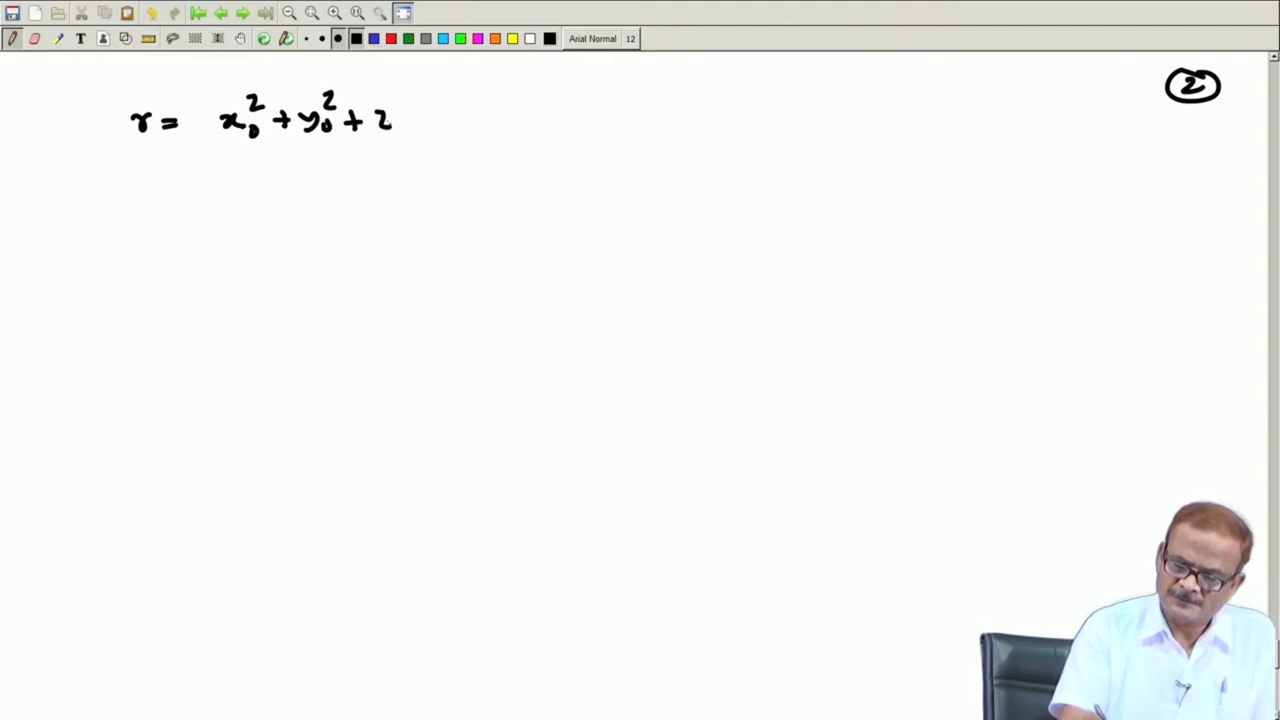 Arial Normal 12
②
r = x₀² + y₀² + 2